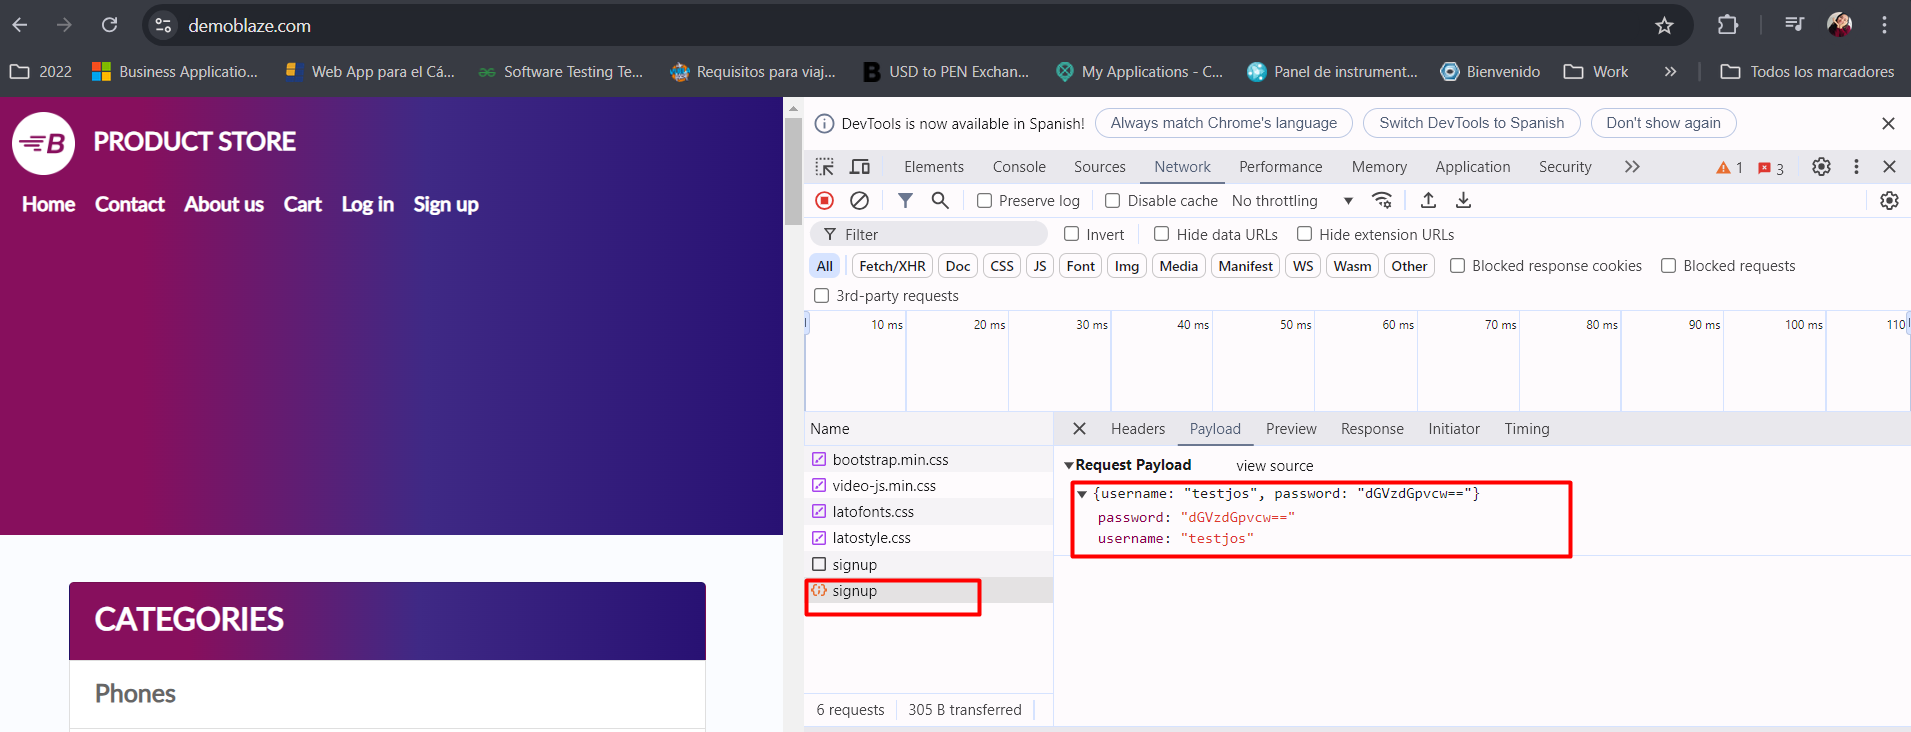 demoblaze.com
2022
Business Applicatio...
Web App para el Cá...
Software Testing Te...
Requisitos para viaj...
B
USD to PEN Exchan...
My Applications - C...
Panel de instrument...
Bienvenido
Work
Todos los marcadores
B
PRODUCT STORE
Home Contact About us Cart Log in Sign up
CATEGORIES
Phones
DevTools is now available in Spanish! Always match Chrome's language Switch DevTools to Spanish Don't show again
Elements Console Sources Network Performance Memory Application Security 1 3
Preserve log Disable cache No throttling
Filter Invert Hide data URLs Hide extension URLs
All Fetch/XHR Doc CSS JS Font Img Media Manifest WS Wasm Other Blocked response cookies Blocked requests
3rd-party requests
10 ms 20 ms 30 ms 40 ms 50 ms 60 ms 70 ms 80 ms 90 ms 100 ms 110
Name
bootstrap.min.css
video-js.min.css
latofonts.css
latostyle.css
signup
signup
6 requests 305 B transferred
Headers Payload Preview Response Initiator Timing
Request Payload view source
{username: "testjos", password: "dGVzdGpvcw=="}
password: "dGVzdGpvcw=="
username: "testjos"